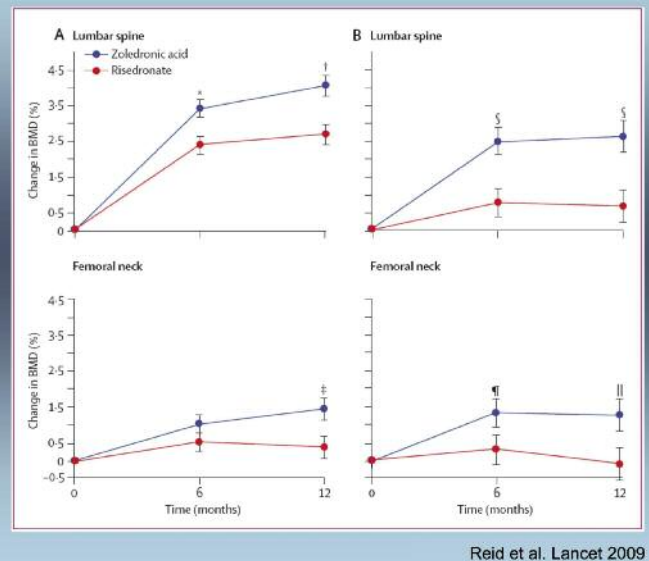 A Lumbar spine
Zoledronic acid
Risedronate
Change in BMD (%)
4·5
3·5
2·5
1·5
0·5
0
*
†
B Lumbar spine
§
§
Femoral neck
Change in BMD (%)
4·5
3·5
2·5
1·5
0·5
0
–0·5
‡
0
6
12
Time (months)
Femoral neck
¶
||
0
6
12
Time (months)
Reid et al. Lancet 2009